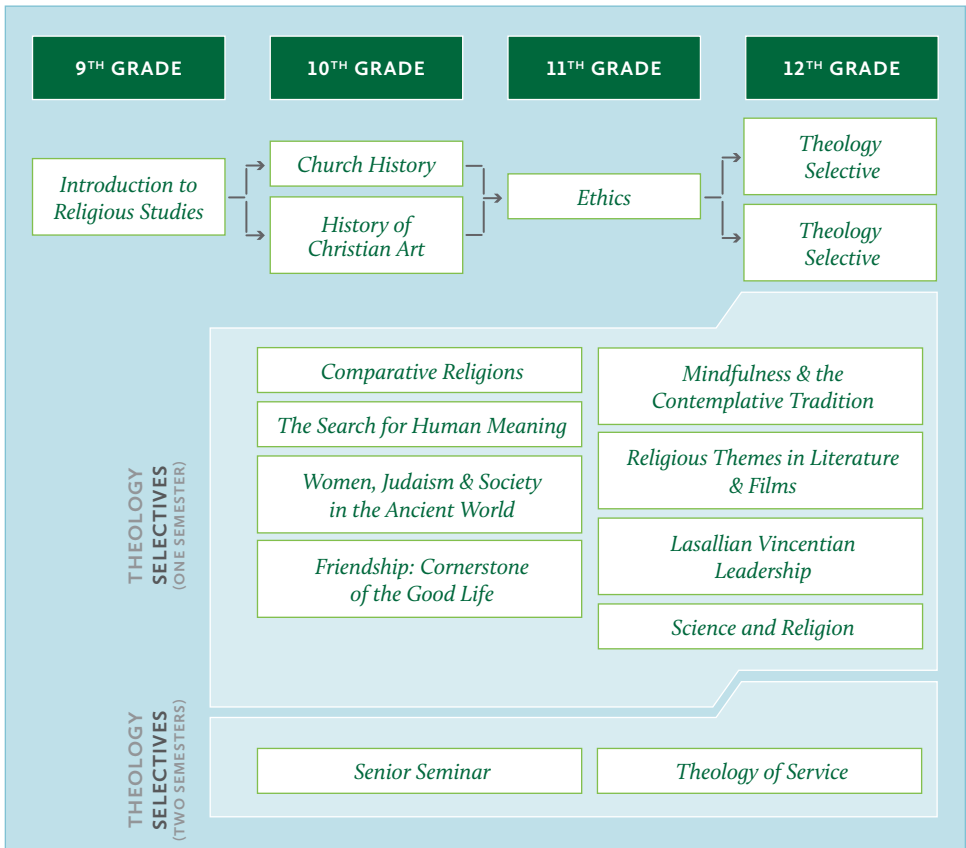 9TH GRADE
10TH GRADE
11TH GRADE
12TH GRADE
Introduction to
Religious Studies
Church History
History of
Christian Art
Ethics
Theology
Selective
Theology
Selective
THEOLOGY
SELECTIVES
(ONE SEMESTER)
Comparative Religions
The Search for Human Meaning
Women, Judaism & Society
in the Ancient World
Friendship: Cornerstone
of the Good Life
Mindfulness & the
Contemplative Tradition
Religious Themes in Literature
& Films
Lasallian Vincentian
Leadership
Science and Religion
THEOLOGY
SELECTIVES
(TWO SEMESTERS)
Senior Seminar
Theology of Service